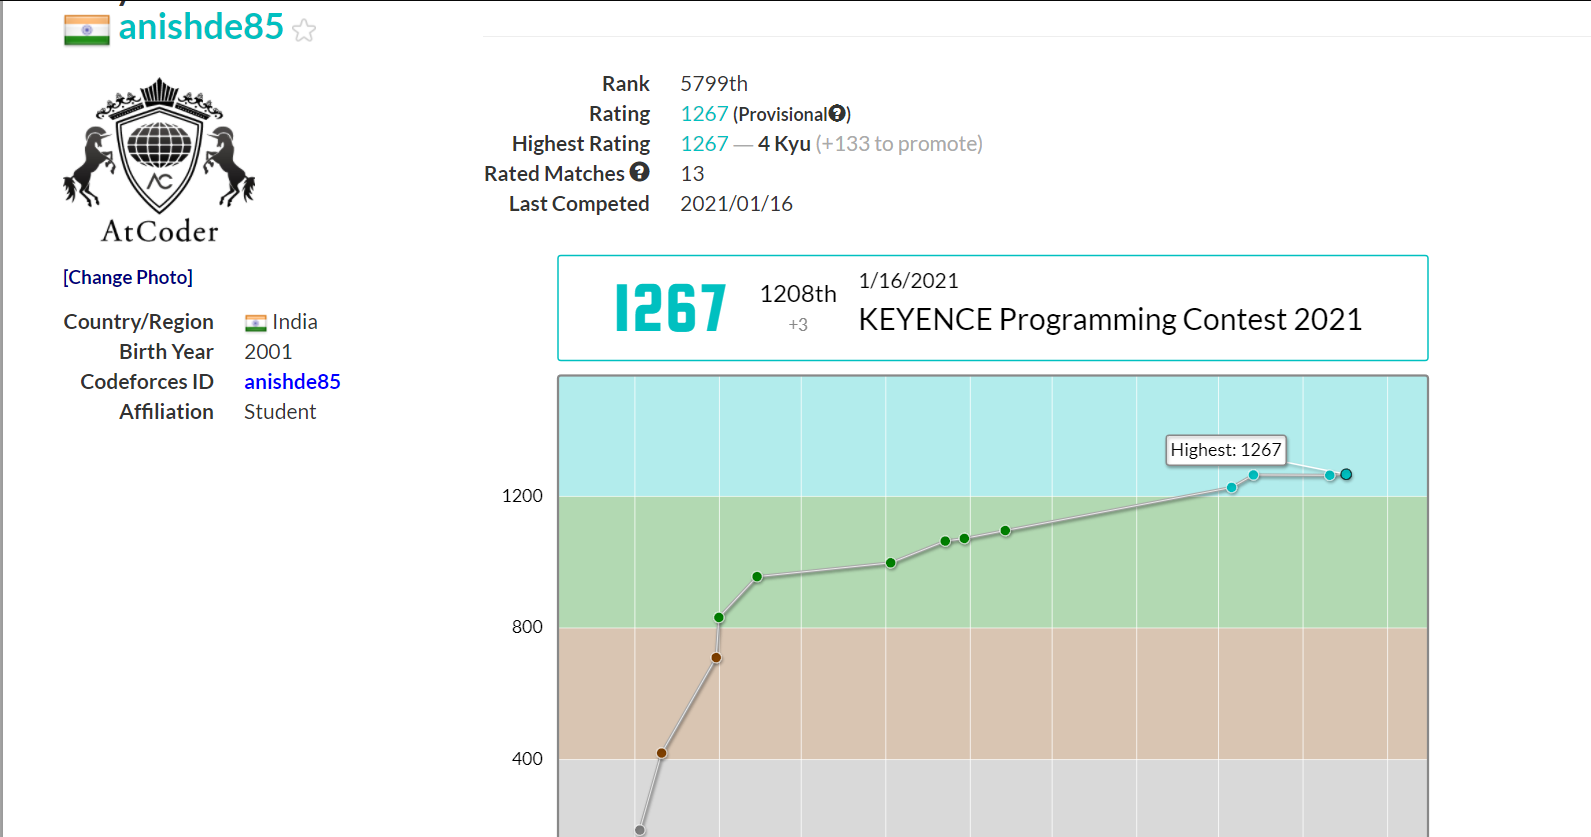 anishde85
AC
AtCoder
[Change Photo]
Country/Region India
Birth Year 2001
Codeforces ID anishde85
Affiliation Student
Rank 5799th
Rating 1267 (Provisional?)
Highest Rating 1267 — 4 Kyu (+133 to promote)
Rated Matches ? 13
Last Competed 2021/01/16
1267
1208th
+3
1/16/2021
KEYENCE Programming Contest 2021
Highest: 1267
1200
800
400